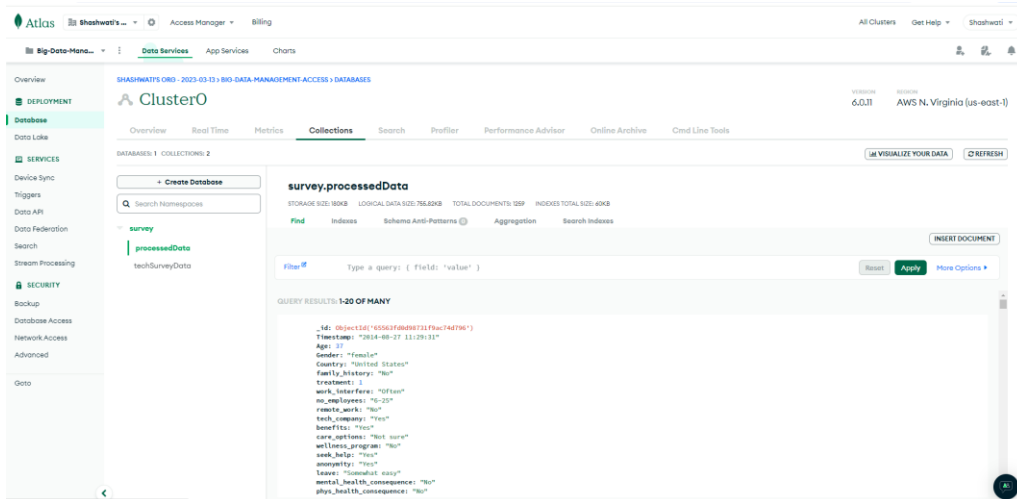 Atlas Shashwati's ... Access Manager Billing All Clusters Get Help Shashwati
Big-Data-Mana... Data Services App Services Charts
Overview
DEPLOYMENT
Database
Data Lake
SERVICES
Device Sync
Triggers
Data API
Data Federation
Search
Stream Processing
SECURITY
Backup
Database Access
Network Access
Advanced
Goto
SHASHWATI'S ORG - 2023-03-13 > BIG-DATA-MANAGEMENT-ACCESS > DATABASES
Cluster0
VERSION
6.0.11
REGION
AWS N. Virginia (us-east-1)
Overview Real Time Metrics Collections Search Profiler Performance Advisor Online Archive Cmd Line Tools
DATABASES: 1 COLLECTIONS: 2
VISUALIZE YOUR DATA REFRESH
+ Create Database
Search Namespaces
survey
processedData
techSurveyData
survey.processedData
STORAGE SIZE: 180KB LOGICAL DATA SIZE: 755.82KB TOTAL DOCUMENTS: 1259 INDEXES TOTAL SIZE: 60KB
Find Indexes Schema Anti-Patterns Aggregation Search Indexes
INSERT DOCUMENT
Filter Type a query: { field: 'value' } Reset Apply More Options
QUERY RESULTS: 1-20 OF MANY
_id: ObjectId('65563fd0d90731f9ac74d796')
Timestamp: "2014-08-27 11:29:31"
Age: 37
Gender: "female"
Country: "United States"
family_history: "No"
treatment: 1
work_interfere: "Often"
no_employees: "6-25"
remote_work: "No"
tech_company: "Yes"
benefits: "Yes"
care_options: "Not sure"
wellness_program: "No"
seek_help: "Yes"
anonymity: "Yes"
leave: "Somewhat easy"
mental_health_consequence: "No"
phys_health_consequence: "No"